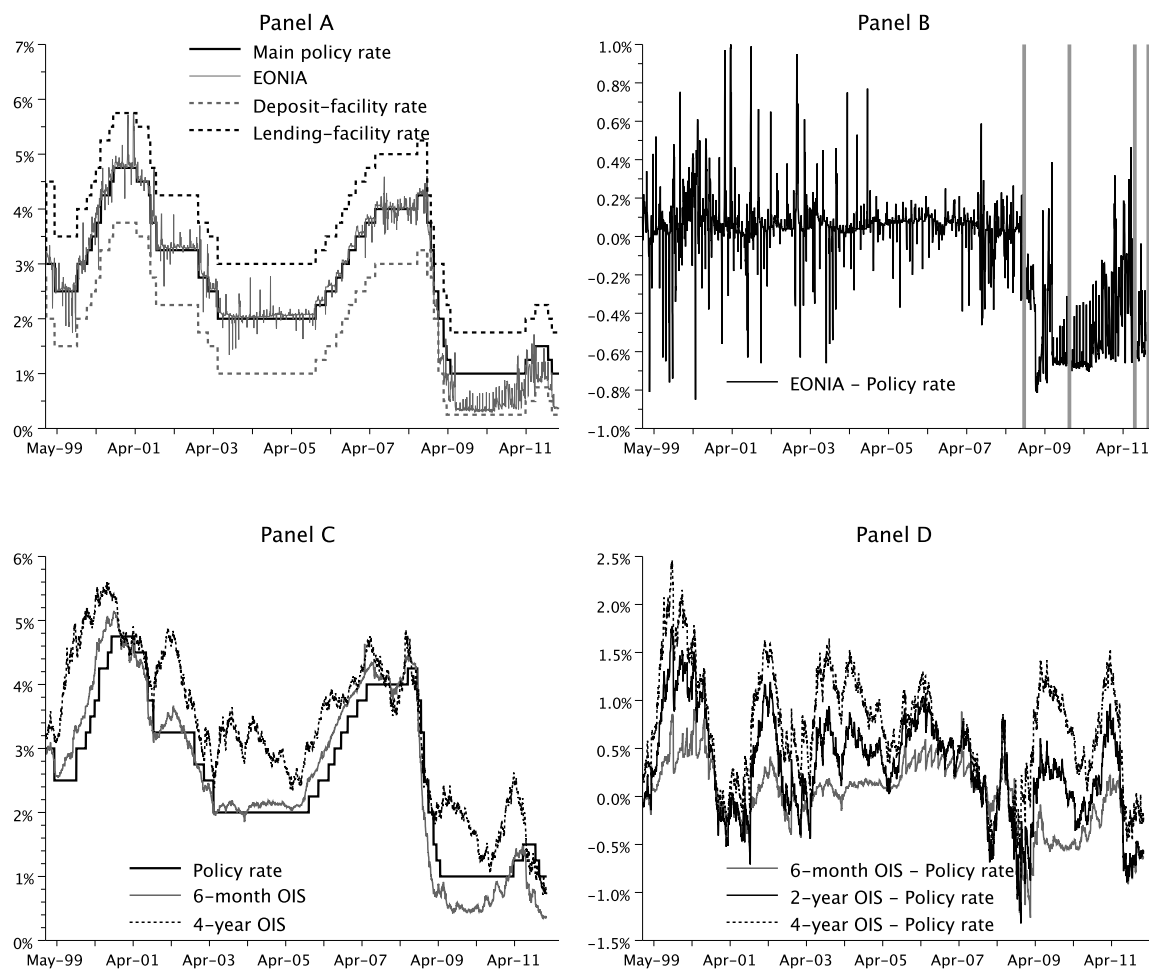 Panel A
7%
6%
5%
4%
3%
2%
1%
0%
Main policy rate
EONIA
Deposit–facility rate
Lending–facility rate
May–99
Apr–01
Apr–03
Apr–05
Apr–07
Apr–09
Apr–11
Panel B
1.0%
0.8%
0.6%
0.4%
0.2%
0.0%
−0.2%
−0.4%
−0.6%
−0.8%
−1.0%
EONIA – Policy rate
May–99
Apr–01
Apr–03
Apr–05
Apr–07
Apr–09
Apr–11
Panel C
6%
5%
4%
3%
2%
1%
0%
Policy rate
6–month OIS
4–year OIS
May–99
Apr–01
Apr–03
Apr–05
Apr–07
Apr–09
Apr–11
Panel D
2.5%
2.0%
1.5%
1.0%
0.5%
0.0%
−0.5%
−1.0%
−1.5%
6–month OIS – Policy rate
2–year OIS – Policy rate
4–year OIS – Policy rate
May–99
Apr–01
Apr–03
Apr–05
Apr–07
Apr–09
Apr–11